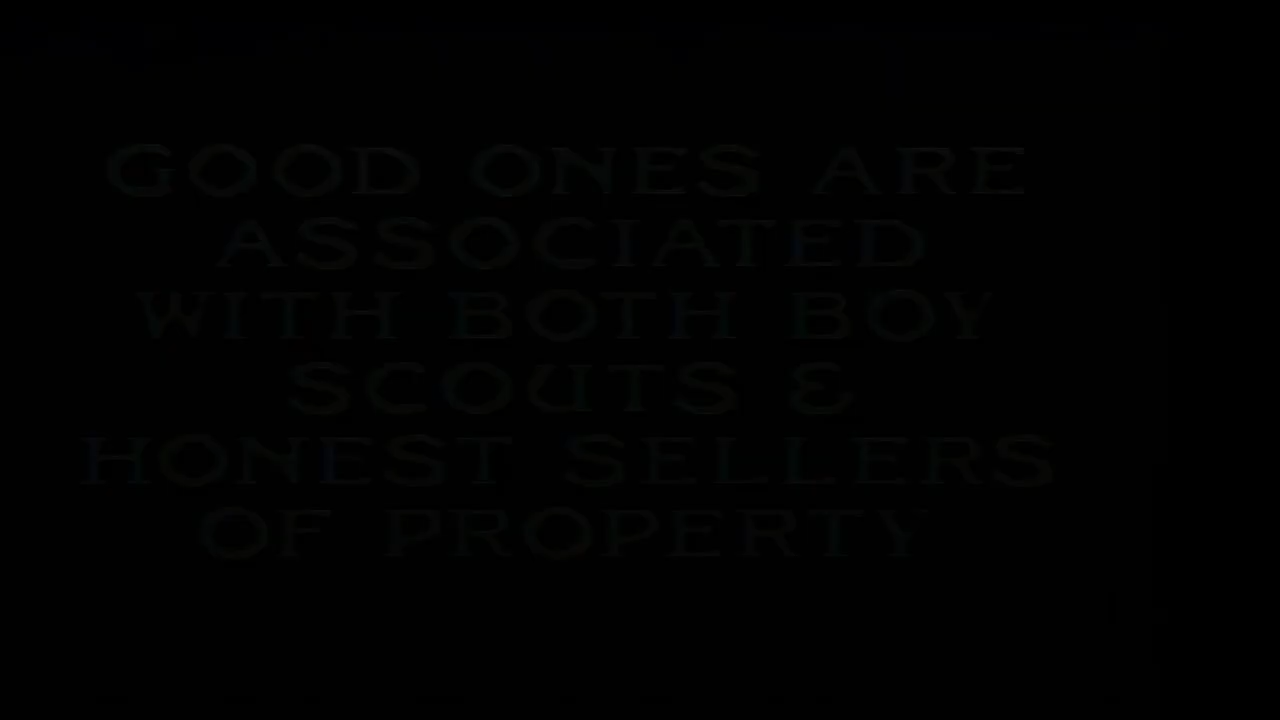 GOOD ONES ARE
ASSOCIATED
WITH BOTH BOY
SCOUTS &
HONEST SELLERS
OF PROPERTY